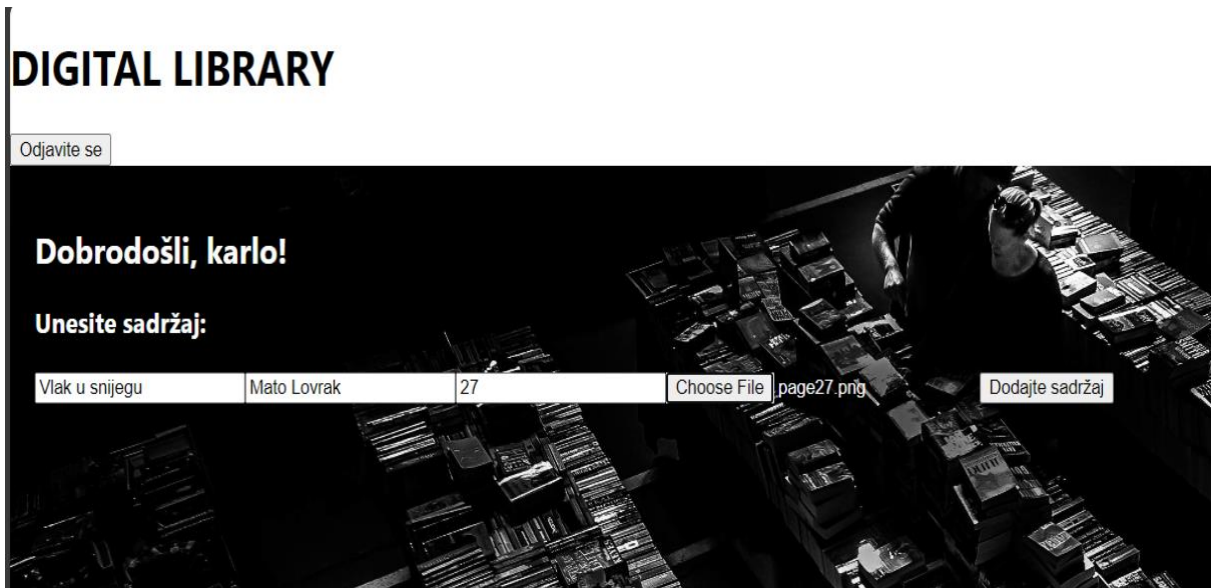 DIGITAL LIBRARY
Odjavite se
Dobrodošli, karlo!
Unesite sadržaj:
Vlak u snijegu Mato Lovrak 27 Choose File page27.png Dodajte sadržaj